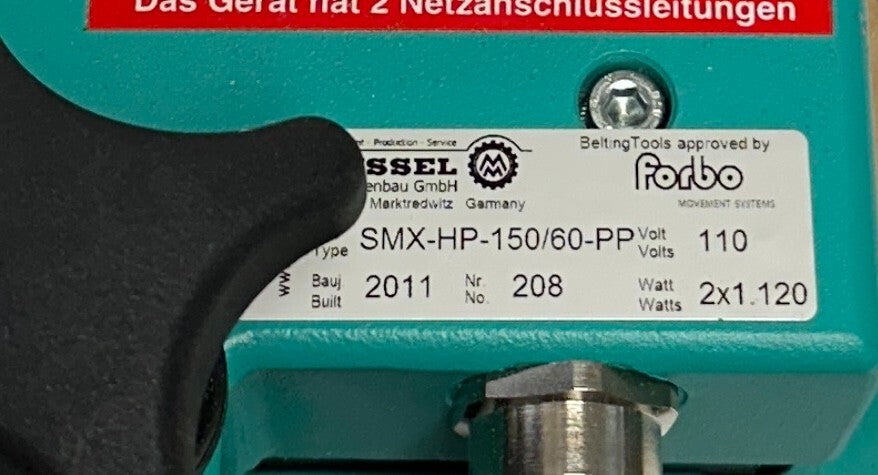 Das Gerät hat 2 Netzanschlussleitungen
Production - Service
SSEL
enbau GmbH
Marktredwitz Germany
BeltingTools approved by
forbo
MOVEMENT SYSTEMS
Type SMX-HP-150/60-PP Volt Volts 110
www
Bauj. Built 2011 Nr. No. 208 Watt Watts 2x1.120